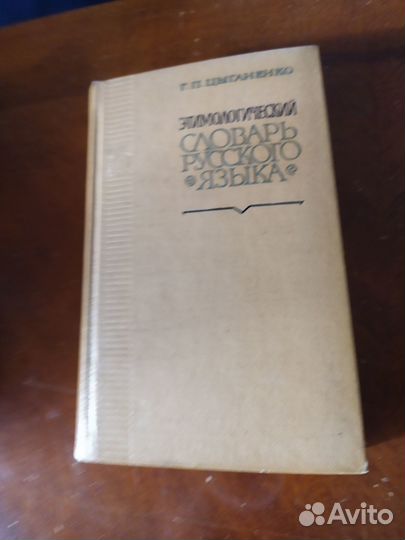 Г. П. ЦЫГАНЕНКО
ЭТИМОЛОГИЧЕСКИЙ
СЛОВАРЬ
РУССКОГО
ЯЗЫКА
Avito